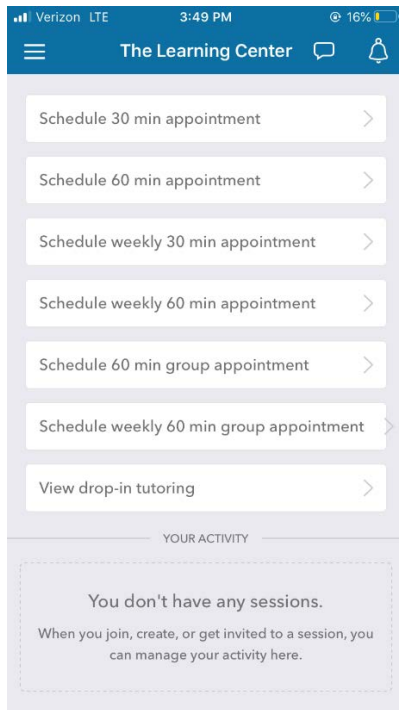 Verizon LTE 3:49 PM 16%
The Learning Center
Schedule 30 min appointment
Schedule 60 min appointment
Schedule weekly 30 min appointment
Schedule weekly 60 min appointment
Schedule 60 min group appointment
Schedule weekly 60 min group appointment
View drop-in tutoring
YOUR ACTIVITY
You don't have any sessions.
When you join, create, or get invited to a session, you
can manage your activity here.